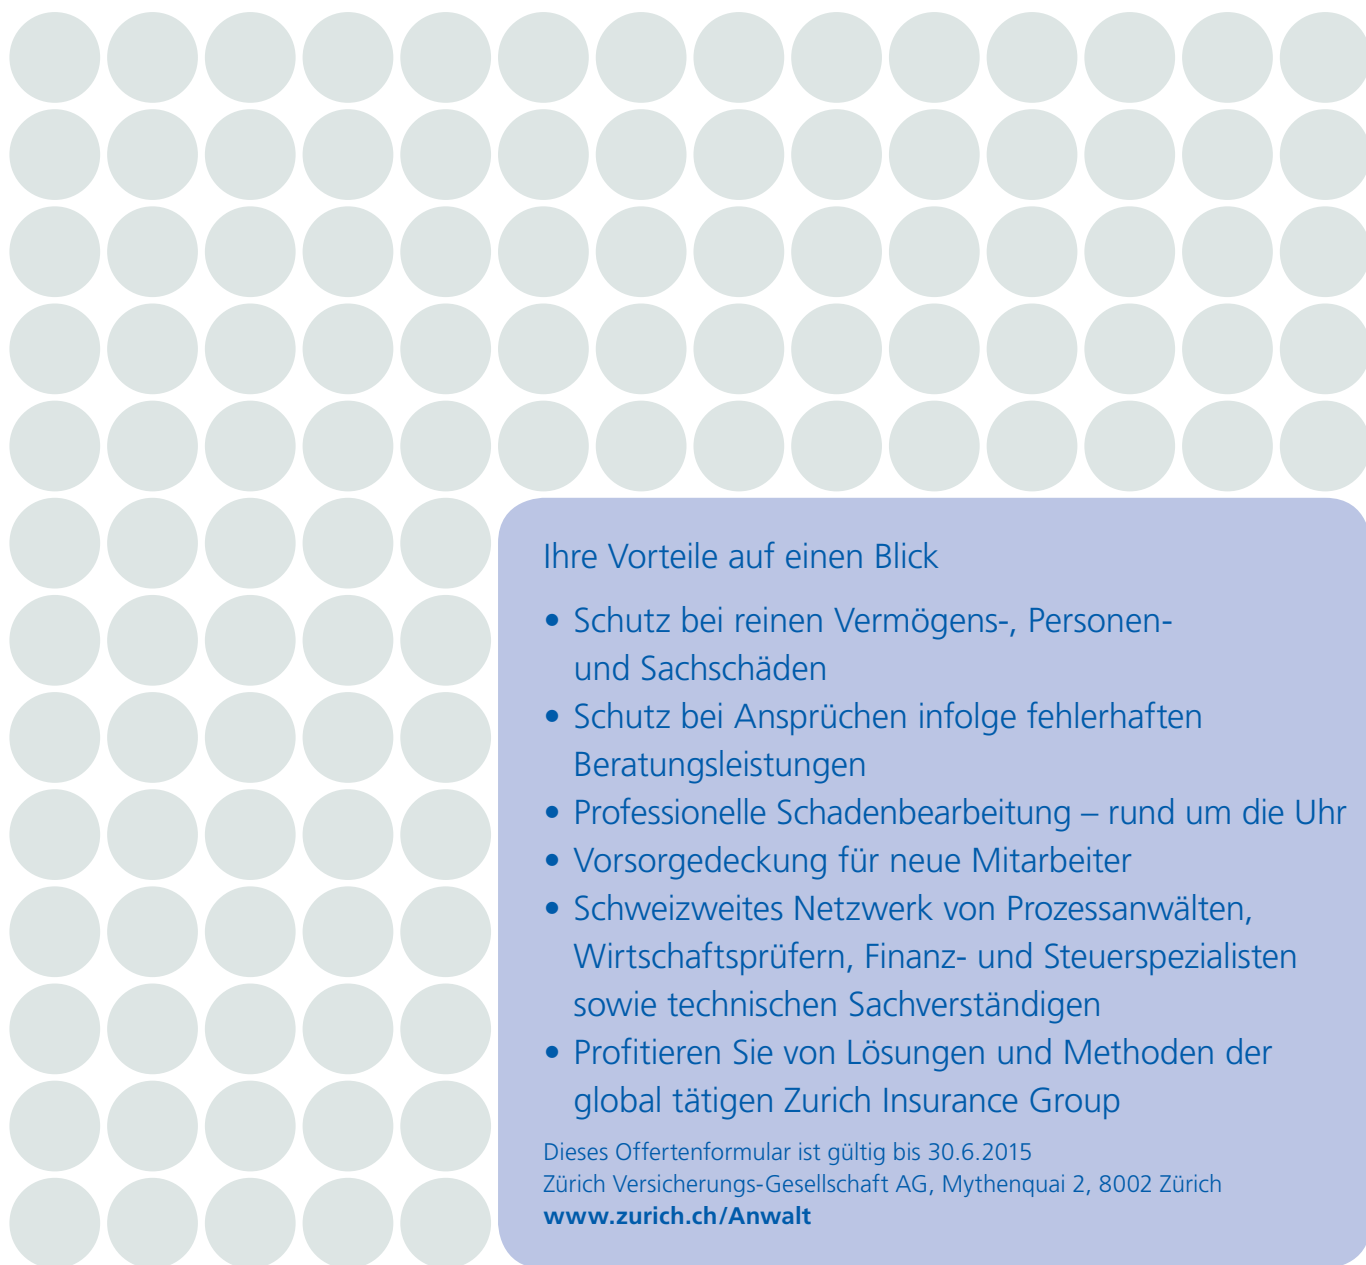 Ihre Vorteile auf einen Blick
• Schutz bei reinen Vermögens-, Personen-
und Sachschäden
• Schutz bei Ansprüchen infolge fehlerhaften
Beratungsleistungen
• Professionelle Schadenbearbeitung – rund um die Uhr
• Vorsorgedeckung für neue Mitarbeiter
• Schweizweites Netzwerk von Prozessanwälten,
Wirtschaftsprüfern, Finanz- und Steuerspezialisten
sowie technischen Sachverständigen
• Profitieren Sie von Lösungen und Methoden der
global tätigen Zurich Insurance Group
Dieses Offertenformular ist gültig bis 30.6.2015
Zürich Versicherungs-Gesellschaft AG, Mythenquai 2, 8002 Zürich
www.zurich.ch/Anwalt